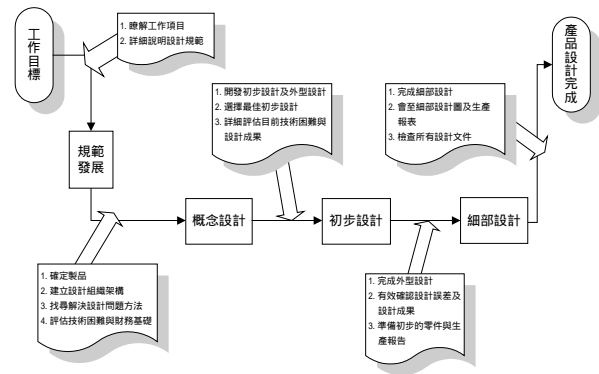 工作目標
1. 瞭解工作項目
2. 詳細說明設計規範
規範
發展
1. 確定製品
2. 建立設計組織架構
3. 找尋解決設計問題方法
4. 評估技術困難與財務基礎
概念設計
1. 開發初步設計及外型設計
2. 選擇最佳初步設計
3. 詳細評估目前技術困難與
設計成果
初步設計
1. 完成外型設計
2. 有效確認設計誤差及
設計成果
3. 準備初步的零件與生
產報告
細部設計
1. 完成細部設計
2. 會至細部設計圖及生產
報表
3. 檢查所有設計文件
產品設計完成